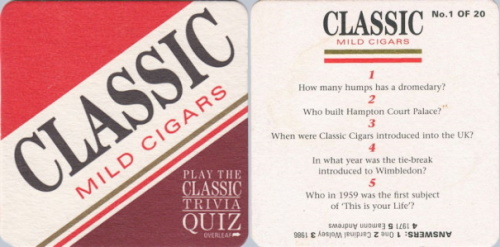 CLASSIC
MILD CIGARS
PLAY THE
CLASSIC
TRIVIA
QUIZ
OVERLEAF
CLASSIC
No.1 OF 20
MILD CIGARS
1
How many humps has a dromedary?
2
Who built Hampton Court Palace?
3
When were Classic Cigars introduced into the UK?
4
In what year was the tie-break
introduced to Wimbledon?
5
Who in 1959 was the first subject
of 'This is your Life'?
ANSWERS: 1 One 2 Cardinal Wolsey 3 1986
4 1971 5 Eamonn Andrews